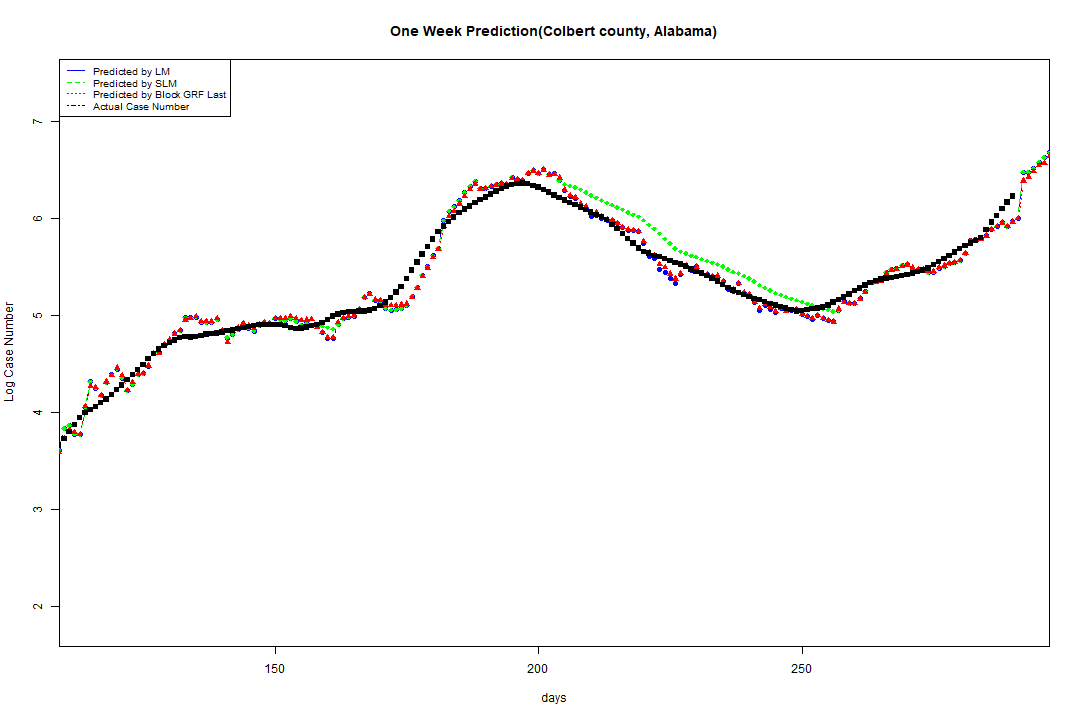 One Week Prediction(Colbert county, Alabama)
Predicted by LM
Predicted by SLM
Predicted by Block GRF Last
Actual Case Number
7
6
5
4
3
2
Log Case Number
150
200
250
days